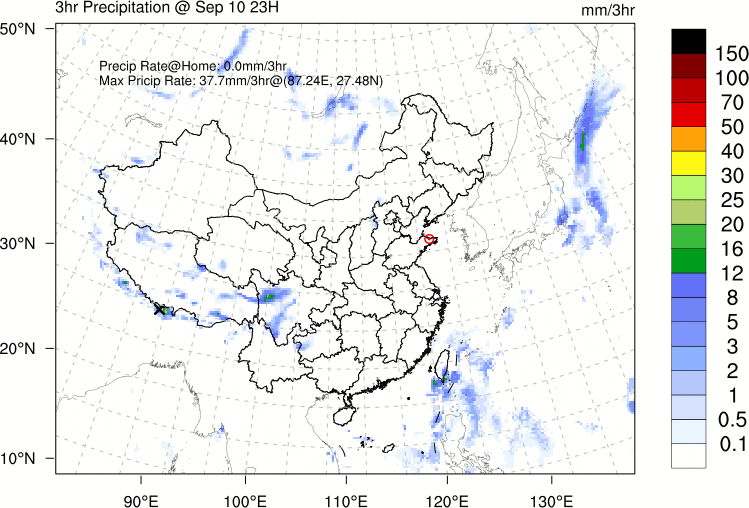 3hr Precipitation @ Sep 10 23H
mm/3hr
Precip Rate@Home: 0.0mm/3hr
Max Pricip Rate: 37.7mm/3hr@(87.24E, 27.48N)
50°N
40°N
30°N
20°N
10°N
90°E
100°E
110°E
120°E
130°E
150
100
70
50
40
30
25
20
16
12
8
5
3
2
1
0.5
0.1